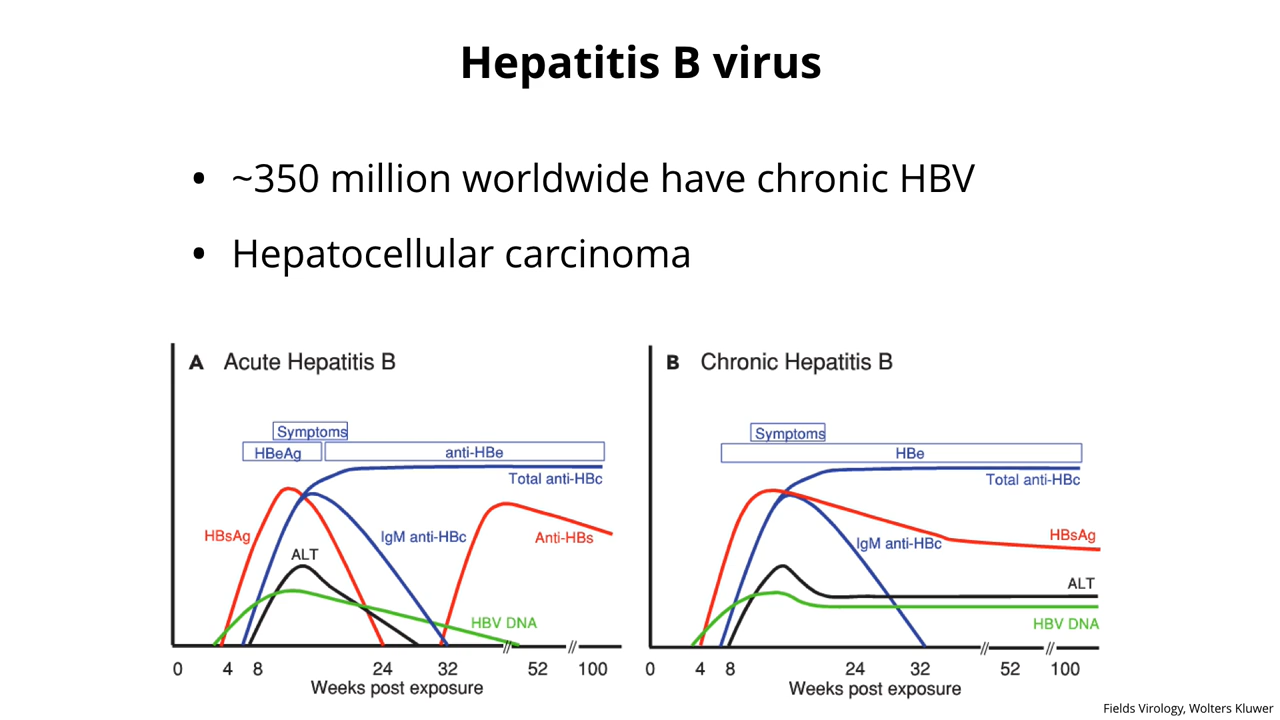 Hepatitis B virus
• ~350 million worldwide have chronic HBV
• Hepatocellular carcinoma
A Acute Hepatitis B
Symptoms
HBeAg
anti-HBe
Total anti-HBc
HBsAg
IgM anti-HBc
Anti-HBs
ALT
HBV DNA
0 4 8 24 32 52 100
Weeks post exposure
B Chronic Hepatitis B
Symptoms
HBe
Total anti-HBc
HBsAg
IgM anti-HBc
ALT
HBV DNA
0 4 8 24 32 52 100
Weeks post exposure
Fields Virology, Wolters Kluwer